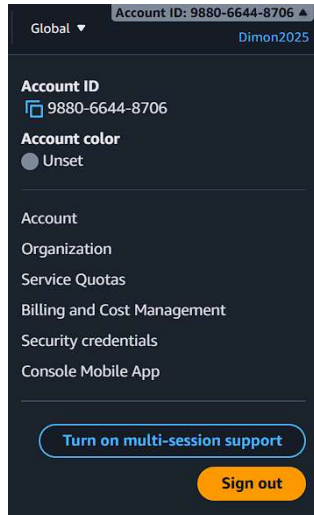 Account ID: 9880-6644-8706 ▲
Global ▼
Dimon2025
Account ID
9880-6644-8706
Account color
Unset
Account
Organization
Service Quotas
Billing and Cost Management
Security credentials
Console Mobile App
Turn on multi-session support
Sign out